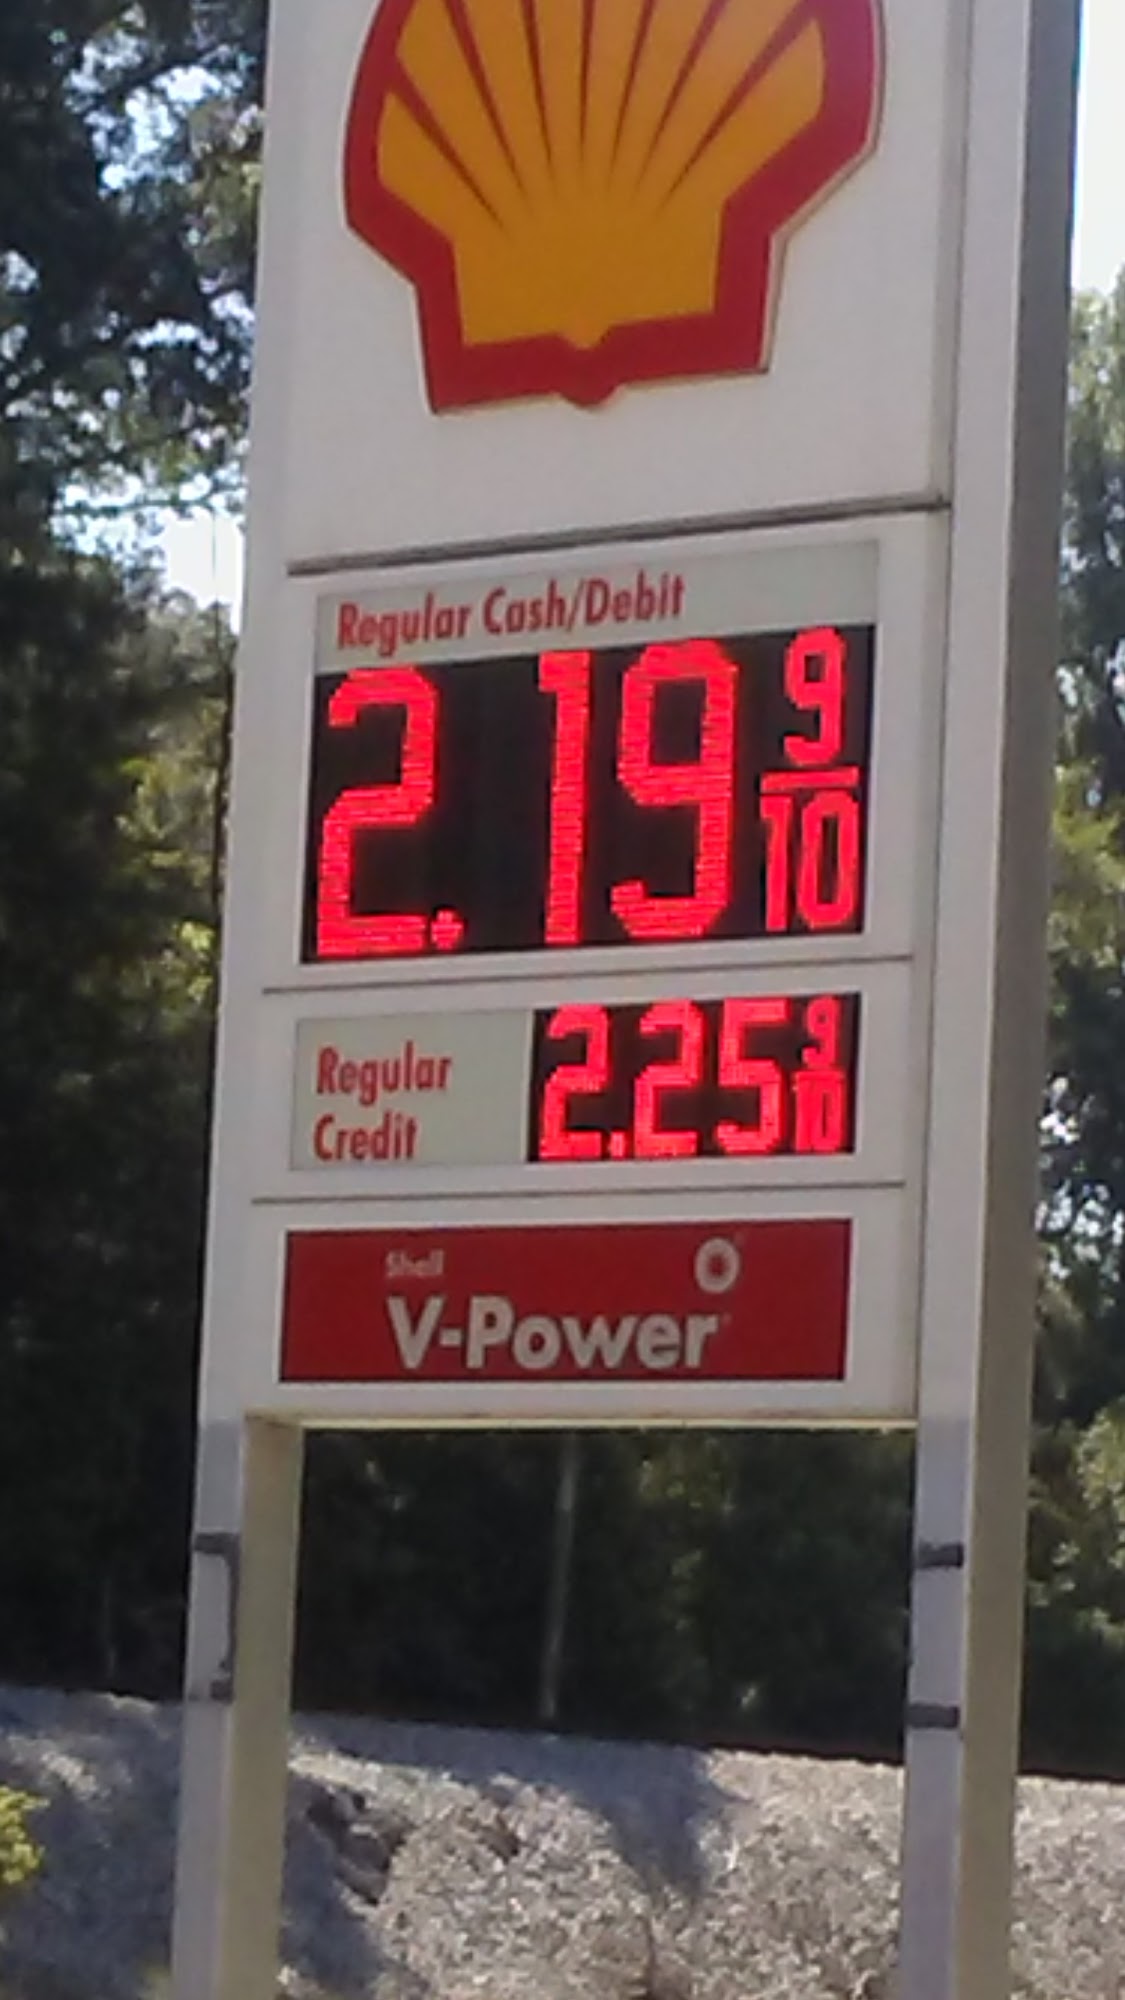 Regular Cash/Debit
2.19 9/10
Regular
Credit
2.25 9/10
Shell
V-Power